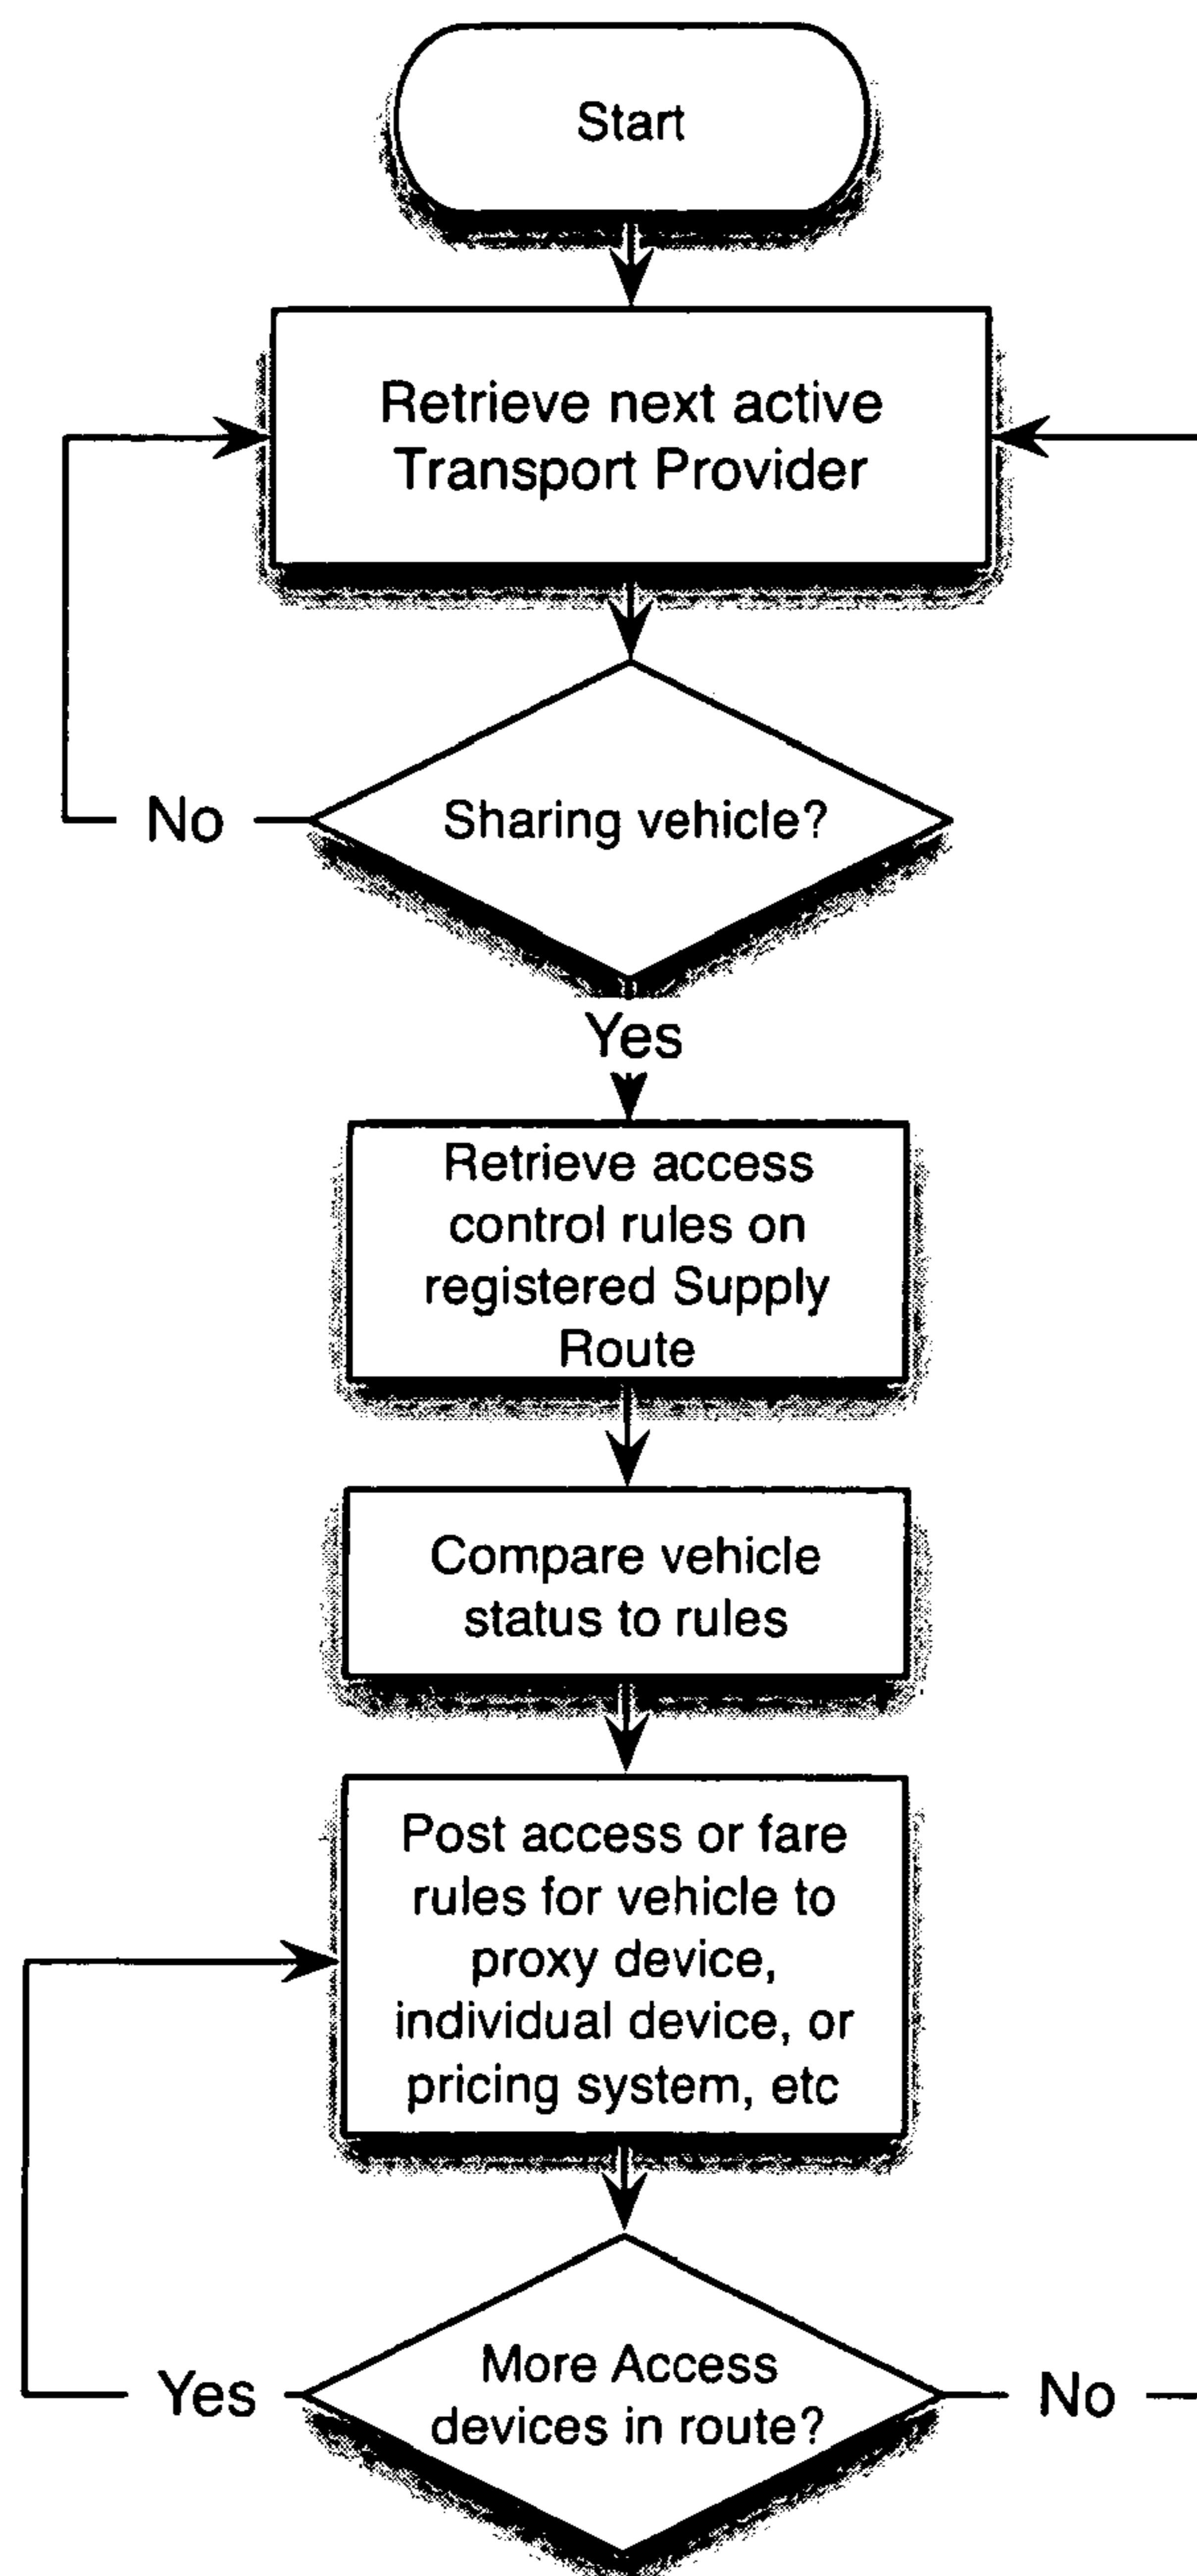 Start
Retrieve next active
Transport Provider
No
Sharing vehicle?
Yes
Retrieve access
control rules on
registered Supply
Route
Compare vehicle
status to rules
Post access or fare
rules for vehicle to
proxy device,
individual device, or
pricing system, etc
Yes
More Access
devices in route?
No